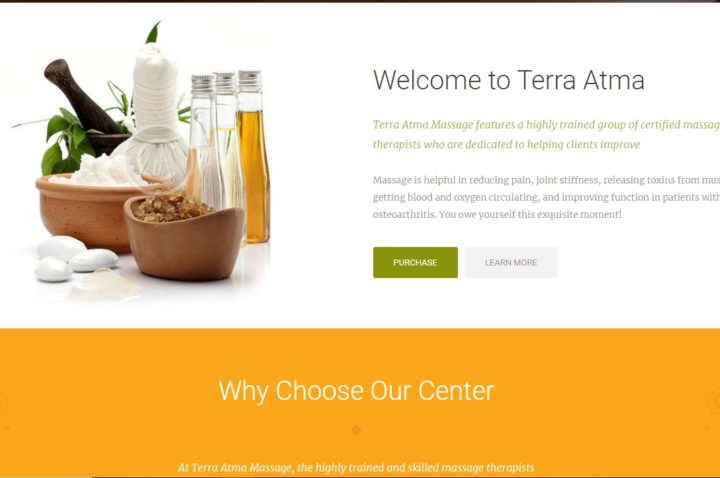 Welcome to Terra Atma
Terra Atma Massage features a highly trained group of certified massag
therapists who are dedicated to helping clients improve
Massage is helpful in reducing pain, joint stiffness, releasing toxins from mus
getting blood and oxygen circulating, and improving function in patients with
osteoarthritis. You owe yourself this exquisite moment!
PURCHASE LEARN MORE
Why Choose Our Center
At Terra Atma Massage, the highly trained and skilled massage therapists